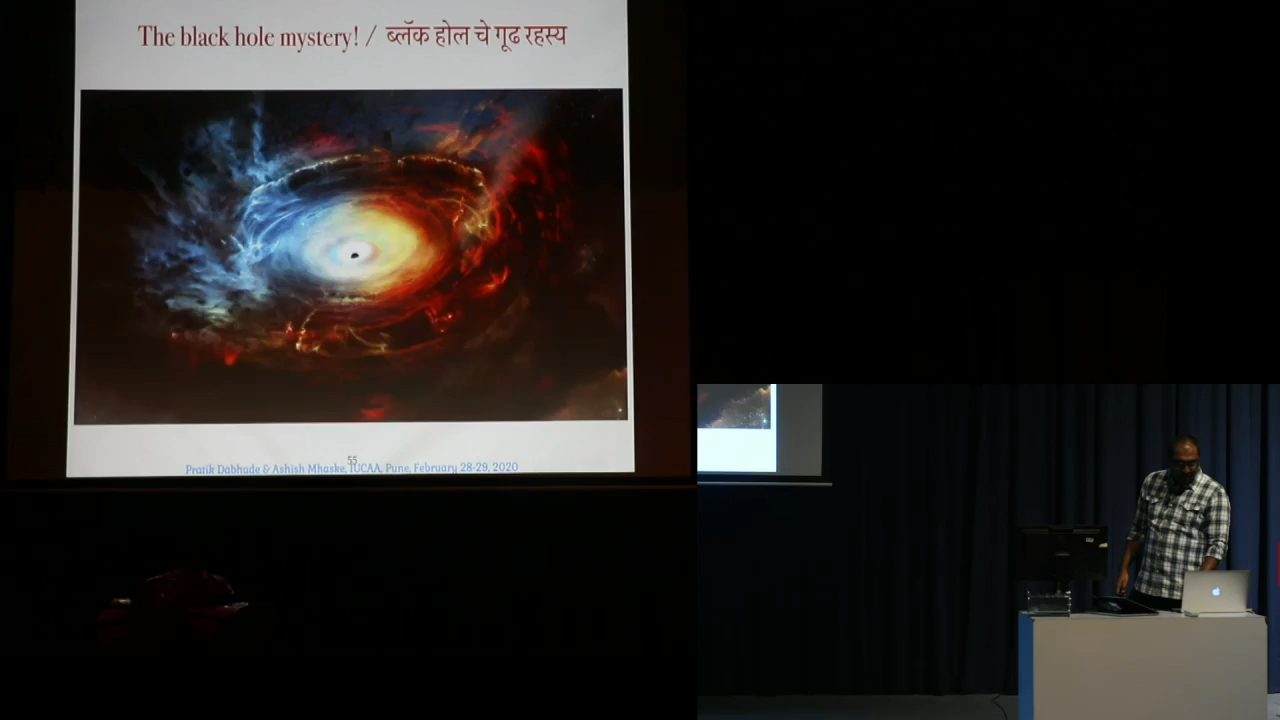 The black hole mystery! / ब्लॅक होल चे गूढ रहस्य
55
Pratik Dabhade & Ashish Mhaske, IUCAA, Pune, February 28-29, 2020